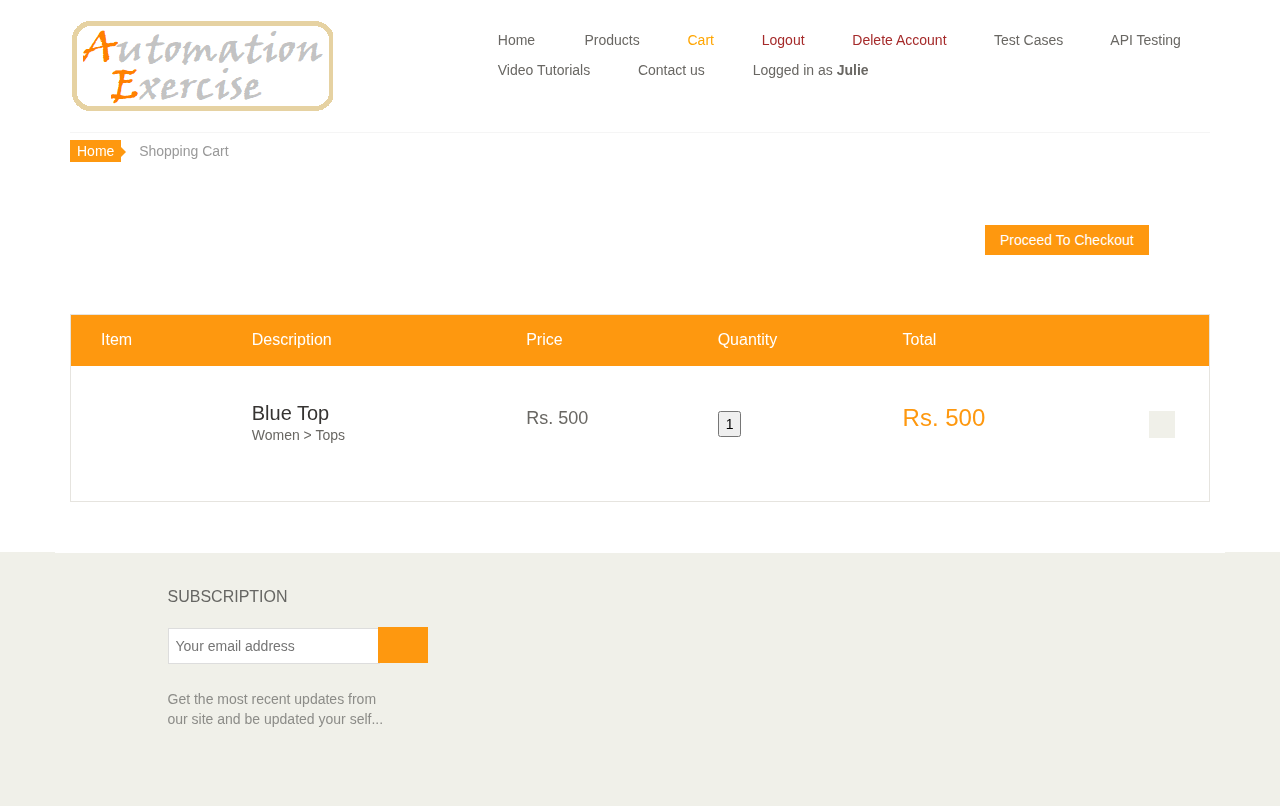 Automation
Exercise
Home Products Cart Logout Delete Account Test Cases API Testing
Video Tutorials Contact us Logged in as Julie
Home Shopping Cart
Proceed To Checkout
Item Description Price Quantity Total
Blue Top Rs. 500 1 Rs. 500
Women > Tops
SUBSCRIPTION
Your email address
Get the most recent updates from
our site and be updated your self...